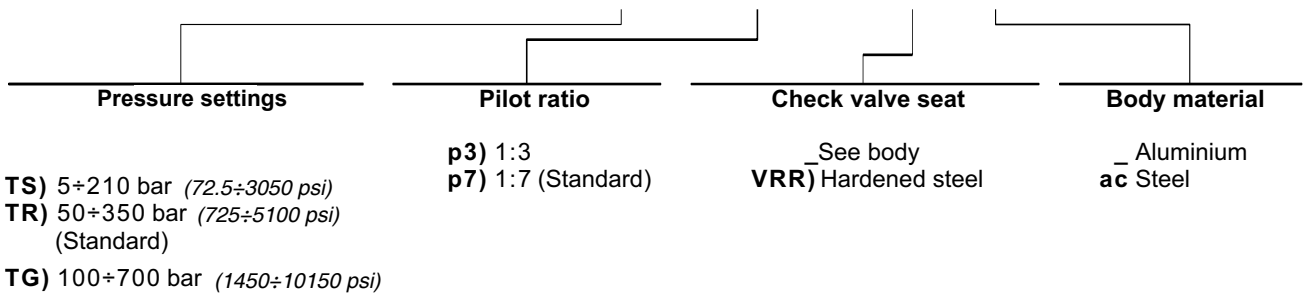 Pressure settings
TS) 5÷210 bar (72.5÷3050 psi)
TR) 50÷350 bar (725÷5100 psi)
(Standard)
TG) 100÷700 bar (1450÷10150 psi)
Pilot ratio
p3) 1:3
p7) 1:7 (Standard)
Check valve seat
_See body
VRR) Hardened steel
Body material
_ Aluminium
ac Steel